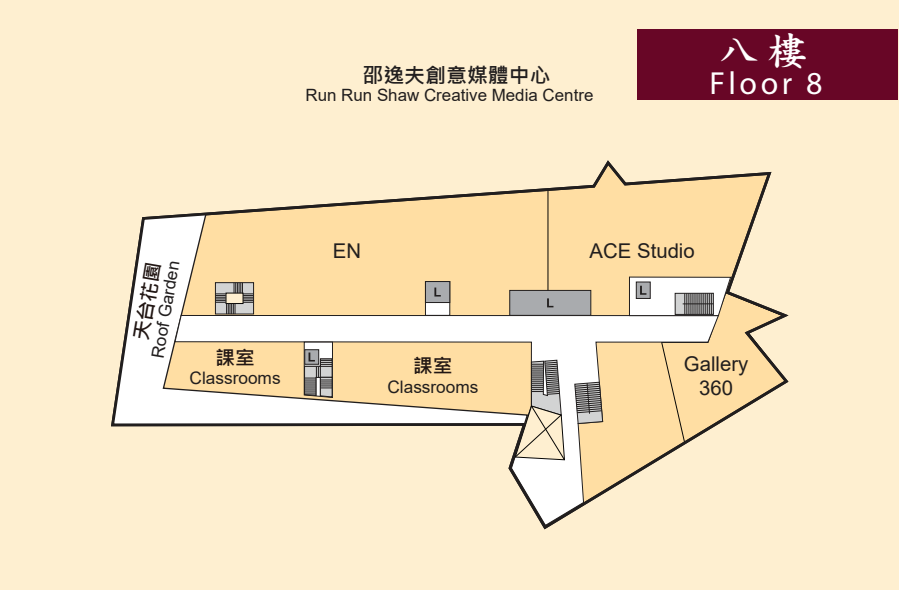 八樓
Floor 8
邵逸夫創意媒體中心
Run Run Shaw Creative Media Centre
EN
ACE Studio
天台花園
Roof Garden
L
L
L
課室
Classrooms
L
課室
Classrooms
Gallery
360